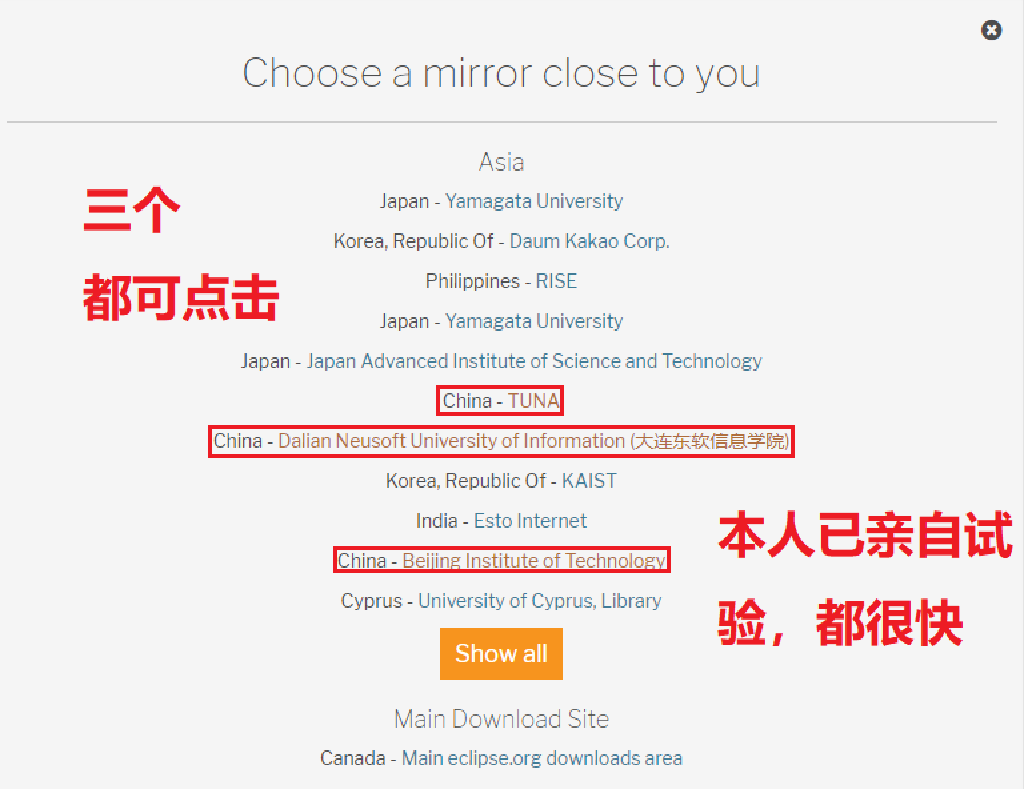 Choose a mirror close to you
Asia
三个
都可点击
Japan - Yamagata University
Korea, Republic Of - Daum Kakao Corp.
Philippines - RISE
Japan - Yamagata University
Japan - Japan Advanced Institute of Science and Technology
China - TUNA
China - Dalian Neusoft University of Information (大连东软信息学院)
Korea, Republic Of - KAIST
India - Esto Internet
China - Beijing Institute of Technology
Cyprus - University of Cyprus, Library
本人已亲自试
验，都很快
Show all
Main Download Site
Canada - Main eclipse.org downloads area